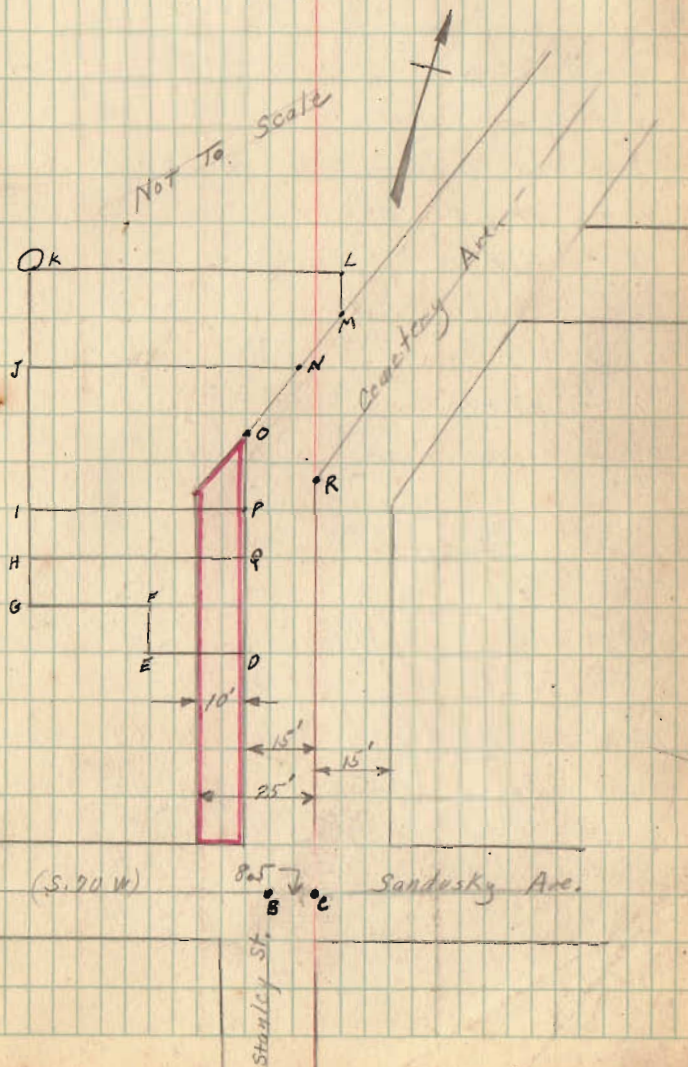 Not To Scale
K
L
M
Cemetery Ave.
J
N
O
R
I
P
H
G
F
E
D
10'
15'
15'
25'
(S. 70 W)
8.5
Sandusky Ave.
B
C
Stanley St.